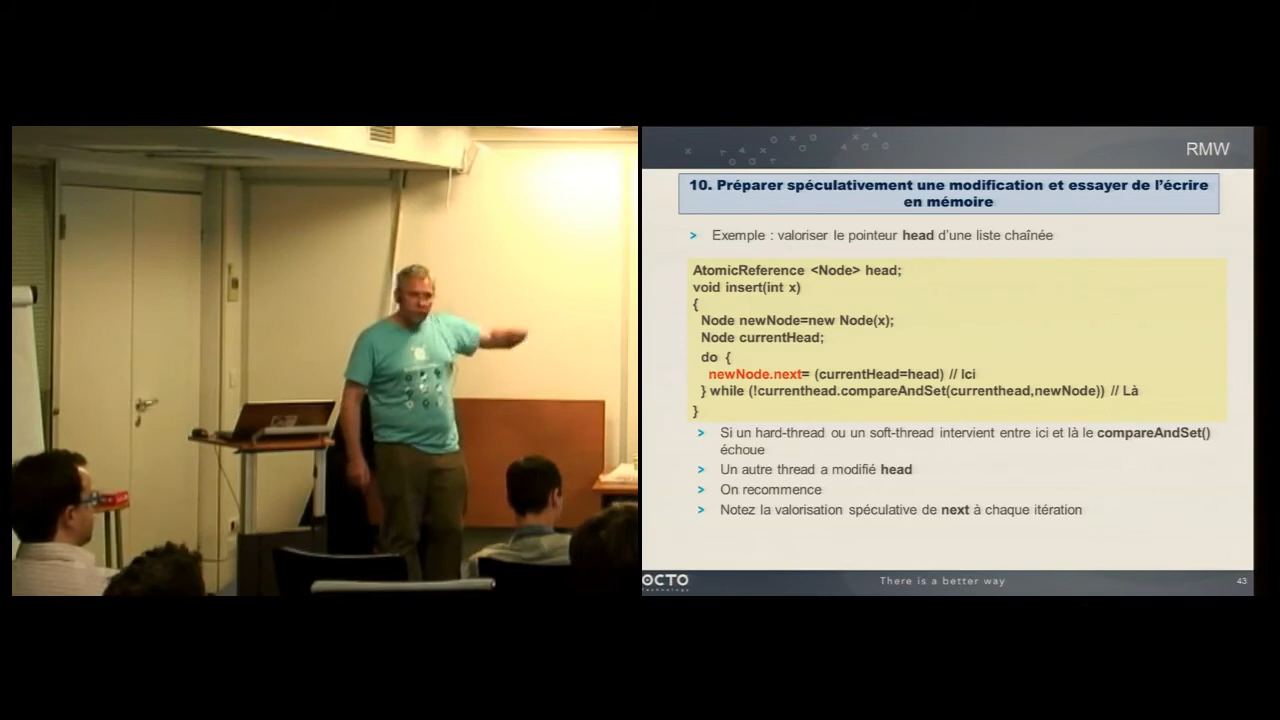 RMW
10. Préparer spéculativement une modification et essayer de l'écrire
en mémoire
> Exemple : valoriser le pointeur head d'une liste chaînée
AtomicReference <Node> head;
void insert(int x)
{
Node newNode=new Node(x);
Node currentHead;
do {
newNode.next= (currentHead=head) // Ici
} while (!currenthead.compareAndSet(currenthead,newNode)) // Là
}
> Si un hard-thread ou un soft-thread intervient entre ici et là le compareAndSet()
échoue
> Un autre thread a modifié head
> On recommence
> Notez la valorisation spéculative de next à chaque itération
OCTO
Technology
There is a better way
43